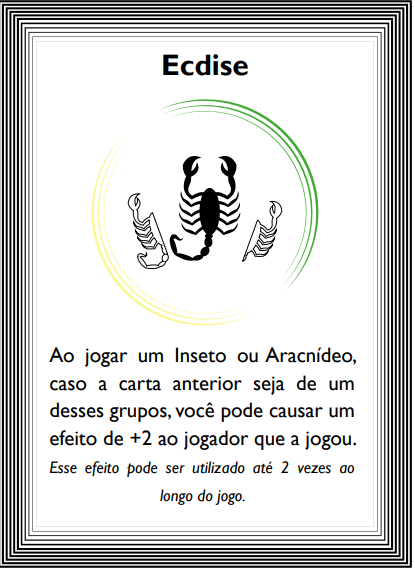 Ecdise
Ao jogar um Inseto ou Aracnídeo,
caso a carta anterior seja de um
desses grupos, você pode causar um
efeito de +2 ao jogador que a jogou.
Esse efeito pode ser utilizado até 2 vezes ao
longo do jogo.